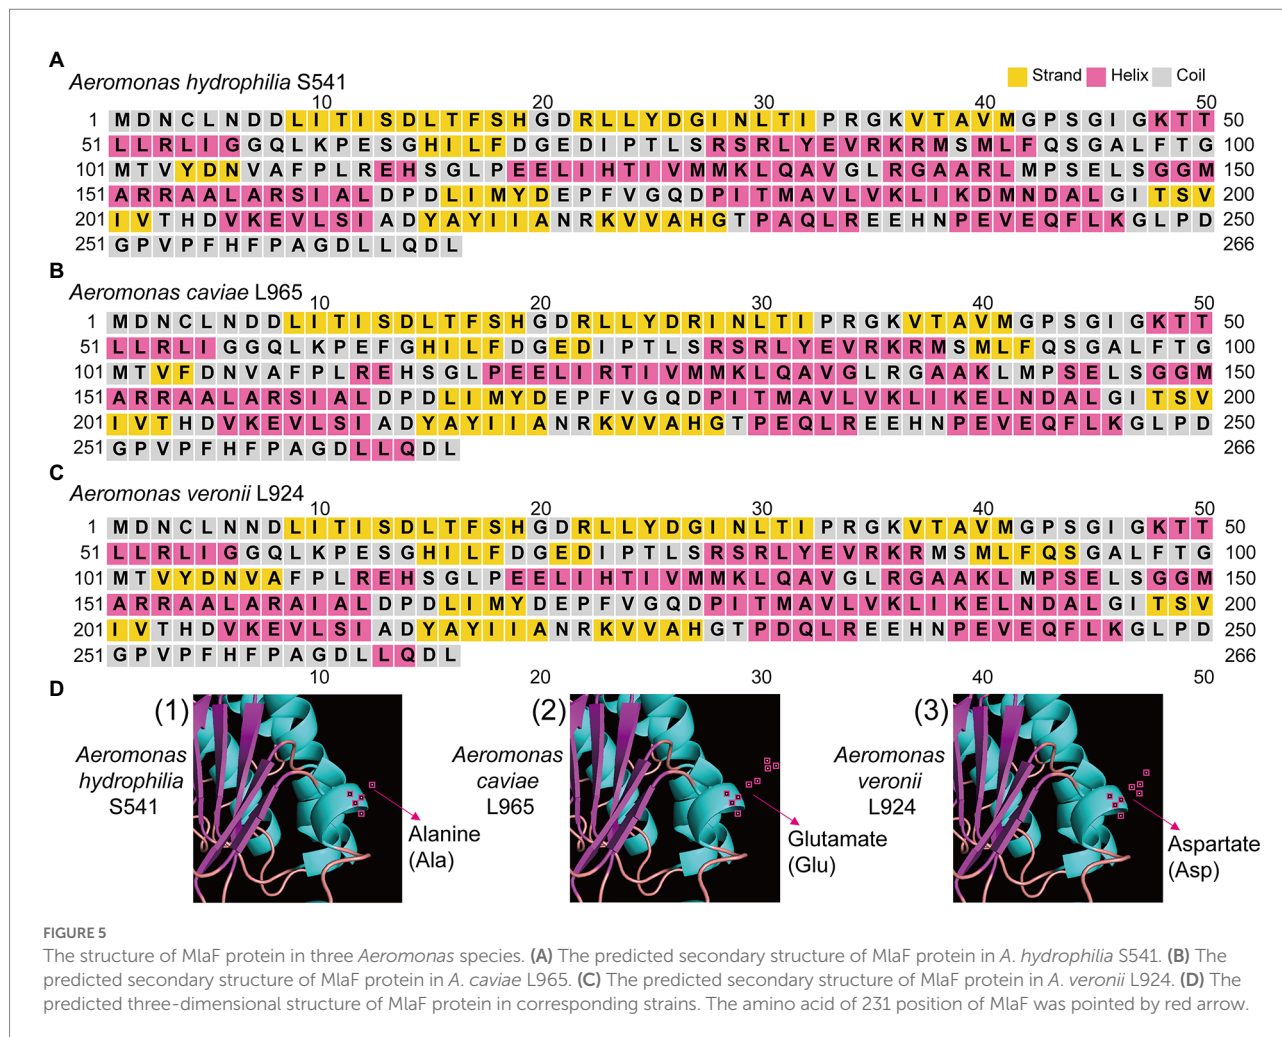 A
Aeromonas hydrophilia S541
Strand Helix Coil
10 20 30 40 50
1 M D N C L N D D L I T I S D L T F S H G D R L L Y D G I N L T I P R G K V T A V M G P S G I G K T T 50
51 L L R L I G G Q L K P E S G H I L F D G E D I P T L S R S R L Y E V R K R M S M L F Q S G A L F T G 100
101 M T V Y D N V A F P L R E H S G L P E E L I H T I V M M K L Q A V G L R G A A R L M P S E L S G G M 150
151 A R R A A L A R S I A L D P D L I M Y D E P F V G Q D P I T M A V L V K L I K D M N D A L G I T S V 200
201 I V T H D V K E V L S I A D Y A Y I I A N R K V V A H G T P A Q L R E E H N P E V E Q F L K G L P D 250
251 G P V P F H F P A G D L L Q D L 266
B
Aeromonas caviae L965
10 20 30 40 50
1 M D N C L N D D L I T I S D L T F S H G D R L L Y D R I N L T I P R G K V T A V M G P S G I G K T T 50
51 L L R L I G G Q L K P E F G H I L F D G E D I P T L S R S R L Y E V R K R M S M L F Q S G A L F T G 100
101 M T V F D N V A F P L R E H S G L P E E L I R T I V M M K L Q A V G L R G A A K L M P S E L S G G M 150
151 A R R A A L A R S I A L D P D L I M Y D E P F V G Q D P I T M A V L V K L I K E L N D A L G I T S V 200
201 I V T H D V K E V L S I A D Y A Y I I A N R K V V A H G T P E Q L R E E H N P E V E Q F L K G L P D 250
251 G P V P F H F P A G D L L Q D L 266
C
Aeromonas veronii L924
10 20 30 40 50
1 M D N C L N N D L I T I S D L T F S H G D R L L Y D G I N L T I P R G K V T A V M G P S G I G K T T 50
51 L L R L I G G Q L K P E S G H I L F D G E D I P T L S R S R L Y E V R K R M S M L F Q S G A L F T G 100
101 M T V Y D N V A F P L R E H S G L P E E L I H T I V M M K L Q A V G L R G A A K L M P S E L S G G M 150
151 A R R A A L A R A I A L D P D L I M Y D E P F V G Q D P I T M A V L V K L I K E L N D A L G I T S V 200
201 I V T H D V K E V L S I A D Y A Y I I A N R K V V A H G T P D Q L R E E H N P E V E Q F L K G L P D 250
251 G P V P F H F P A G D L L Q D L 266
10 20 30 40 50
D
(1)
Aeromonas
hydrophilia
S541
Alanine
(Ala)
(2)
Aeromonas
caviae
L965
Glutamate
(Glu)
(3)
Aeromonas
veronii
L924
Aspartate
(Asp)
FIGURE 5
The structure of MlaF protein in three Aeromonas species. (A) The predicted secondary structure of MlaF protein in A. hydrophilia S541. (B) The
predicted secondary structure of MlaF protein in A. caviae L965. (C) The predicted secondary structure of MlaF protein in A. veronii L924. (D) The
predicted three-dimensional structure of MlaF protein in corresponding strains. The amino acid of 231 position of MlaF was pointed by red arrow.